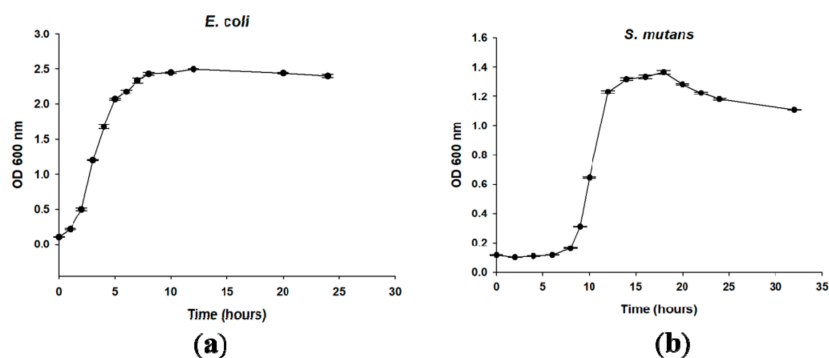 E. coli
3.0
2.5
2.0
1.5
1.0
0.5
0.0
OD 600 nm
0 5 10 15 20 25 30
Time (hours)
(a)
S. mutans
1.6
1.4
1.2
1.0
0.8
0.6
0.4
0.2
0.0
OD 600 nm
0 5 10 15 20 25 30 35
Time (hours)
(b)